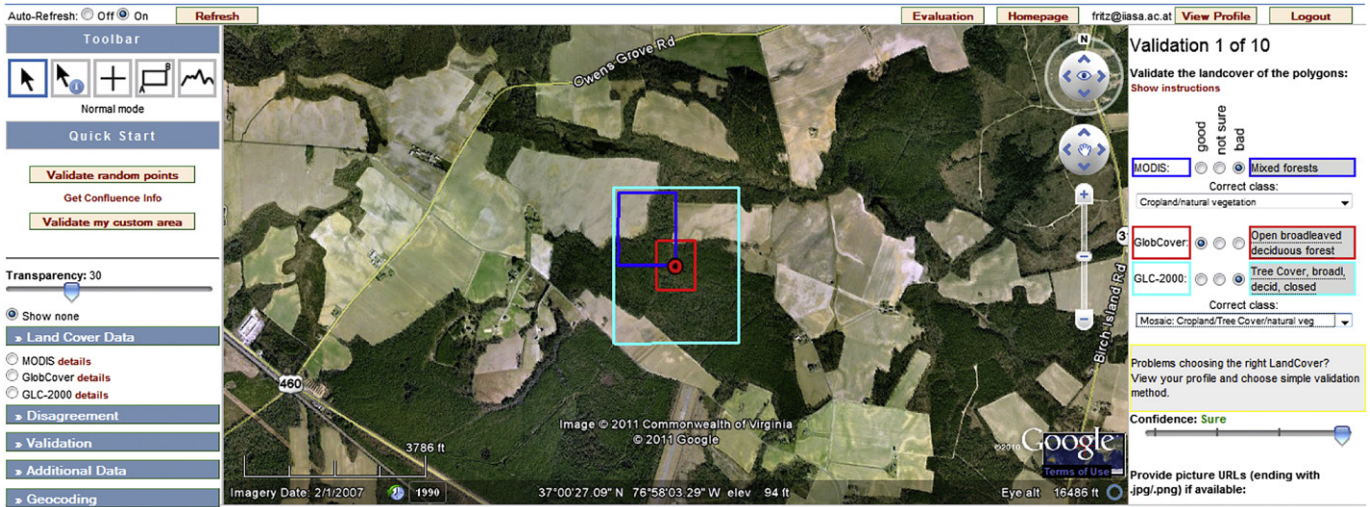 Auto-Refresh: Off On Refresh Evaluation Homepage fritz@iiasa.ac.at View Profile Logout
Toolbar
Normal mode
Quick Start
Validate random points
Get Confluence Info
Validate my custom area
Transparency: 30
Show none
» Land Cover Data
MODIS details
GlobCover details
GLC-2000 details
» Disagreement
» Validation
» Additional Data
» Geocoding
Owens Grove Rd
N
31
Birch Island Rd
460
Image © 2011 Commonwealth of Virginia
© 2011 Google
3786 ft
©2010 Google
Terms of Use
Imagery Date: 2/1/2007 1990 37°00'27.09" N 76°58'03.29" W elev 94 ft Eye alt 16486 ft
Validation 1 of 10
Validate the landcover of the polygons:
Show instructions
good
not sure
bad
MODIS: Mixed forests
Correct class:
Cropland/natural vegetation
GlobCover: Open broadleaved
deciduous forest
GLC-2000: Tree Cover, broadl,
decid, closed
Correct class:
Mosaic: Cropland/Tree Cover/natural veg
Problems choosing the right LandCover?
View your profile and choose simple validation
method.
Confidence: Sure
Provide picture URLs (ending with
.jpg/.png) if available: